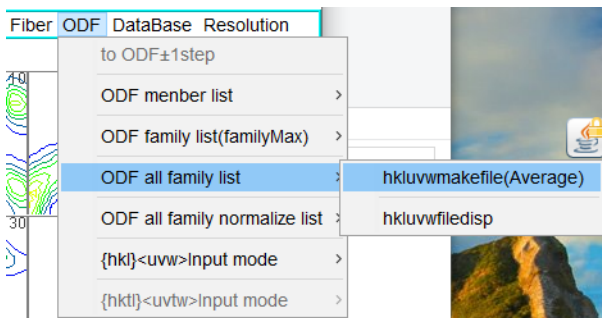 Fiber ODF DataBase Resolution
to ODF±1step
ODF menber list
ODF family list(familyMax)
ODF all family list
hkluvwmakefile(Average)
ODF all family normalize list
hkluvwfiledisp
{hkl}<uvw>Input mode
{hktl}<uvtw>Input mode
30